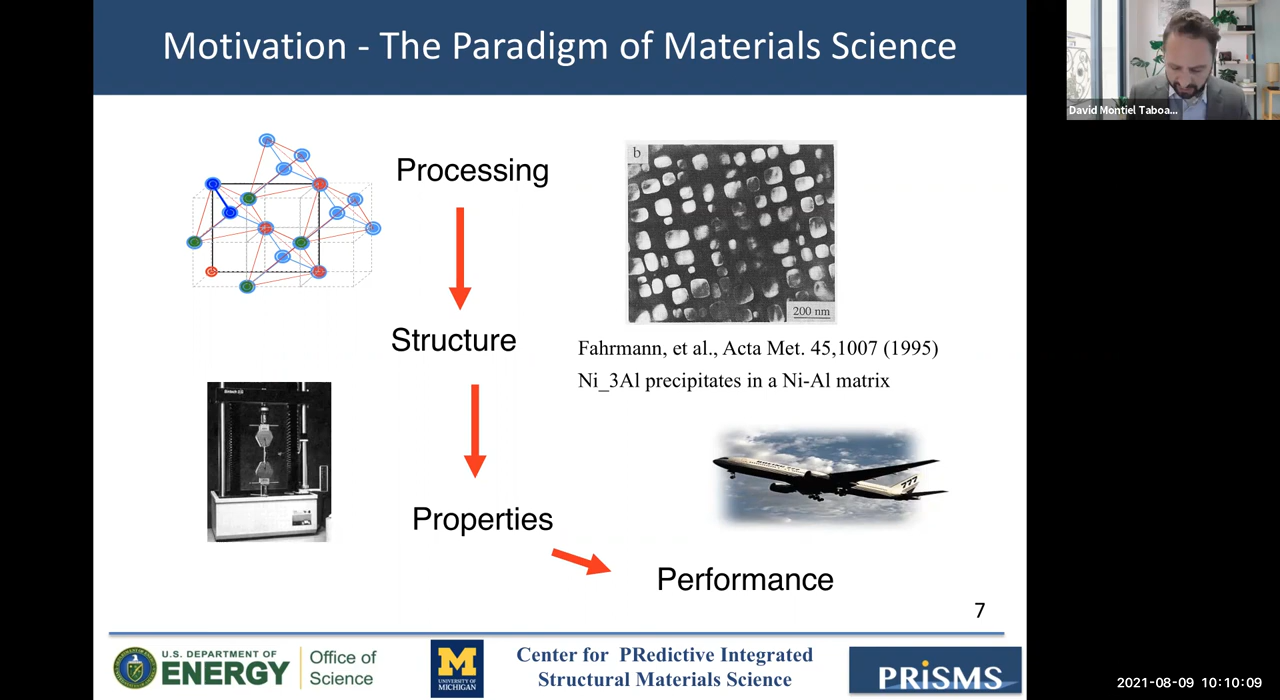 Motivation - The Paradigm of Materials Science
David Montiel Taboa...
Processing
b
200 nm
Structure
Fahrmann, et al., Acta Met. 45,1007 (1995)
Ni_3Al precipitates in a Ni-Al matrix
777
Properties
Performance
7
U.S. DEPARTMENT OF
ENERGY
Office of
Science
M
UNIVERSITY OF
MICHIGAN
Center for PRedictive Integrated
Structural Materials Science
PRiSMS
2021-08-09 10:10:09